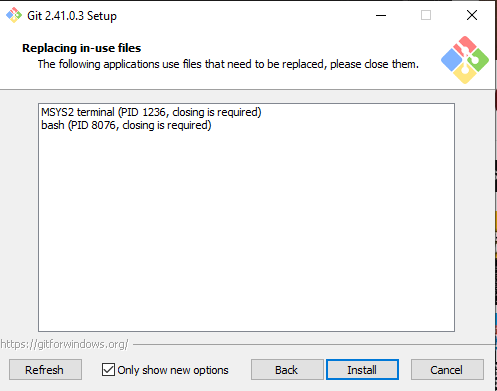 Git 2.41.0.3 Setup
Replacing in-use files
The following applications use files that need to be replaced, please close them.
MSYS2 terminal (PID 1236, closing is required)
bash (PID 8076, closing is required)
https://gitforwindows.org/
Refresh Only show new options Back Install Cancel